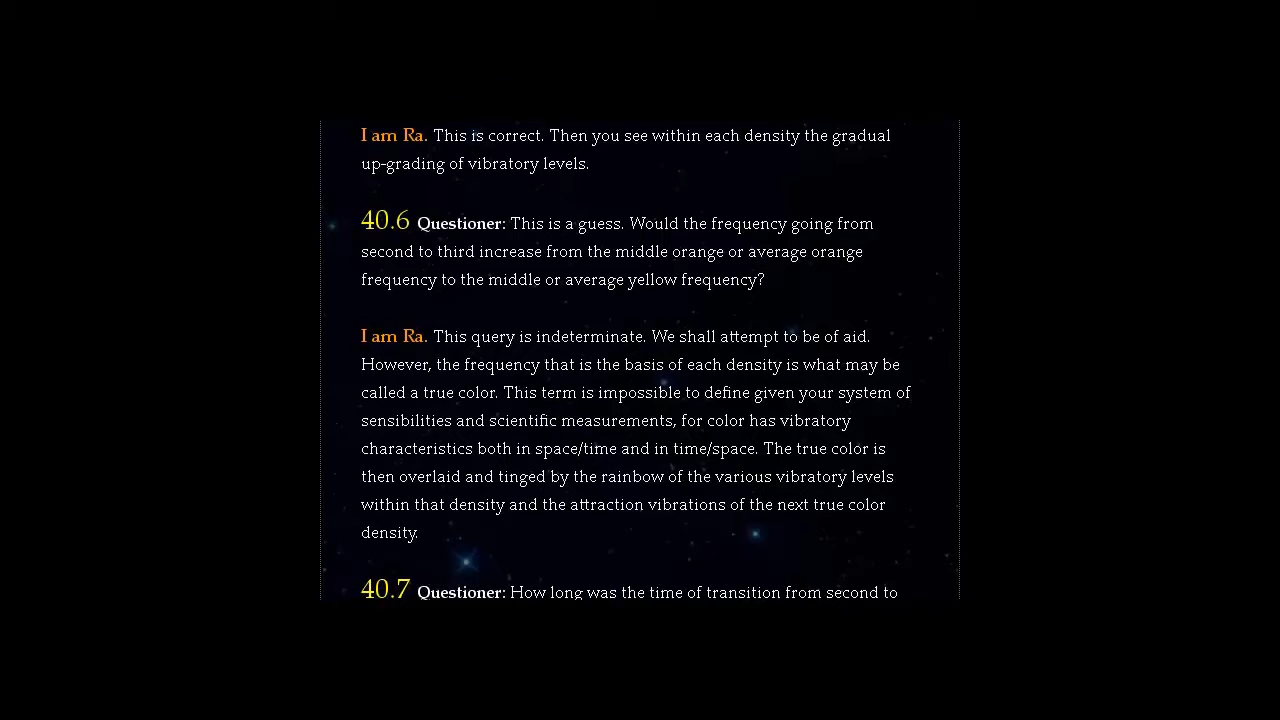 I am Ra. This is correct. Then you see within each density the gradual
up-grading of vibratory levels.
40.6 Questioner: This is a guess. Would the frequency going from
second to third increase from the middle orange or average orange
frequency to the middle or average yellow frequency?
I am Ra. This query is indeterminate. We shall attempt to be of aid.
However, the frequency that is the basis of each density is what may be
called a true color. This term is impossible to define given your system of
sensibilities and scientific measurements, for color has vibratory
characteristics both in space/time and in time/space. The true color is
then overlaid and tinged by the rainbow of the various vibratory levels
within that density and the attraction vibrations of the next true color
density.
40.7 Questioner: How long was the time of transition from second to